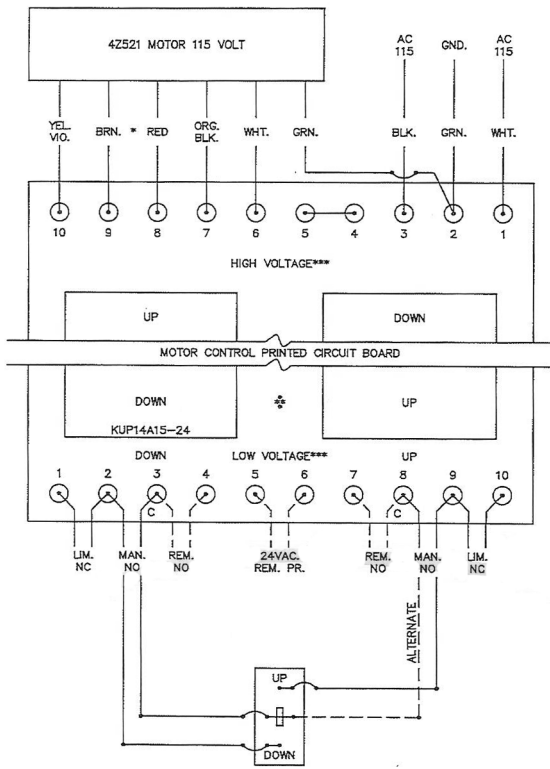 4Z521 MOTOR 115 VOLT
AC 115
GND.
AC 115
YEL. VIO.
BRN. * RED
ORG. BLK.
WHT.
GRN.
BLK.
GRN.
WHT.
10 9 8 7 6 5 4 3 2 1
HIGH VOLTAGE***
UP
DOWN
MOTOR CONTROL PRINTED CIRCUIT BOARD
DOWN
**
UP
KUP14A15-24
DOWN
LOW VOLTAGE***
UP
1 2 3 4 5 6 7 8 9 10
C
C
LIM. NC
MAN. NO
REM. NO
24VAC. REM. PR.
REM. NO
MAN. NO
LIM. NC
ALTERNATE
UP
DOWN